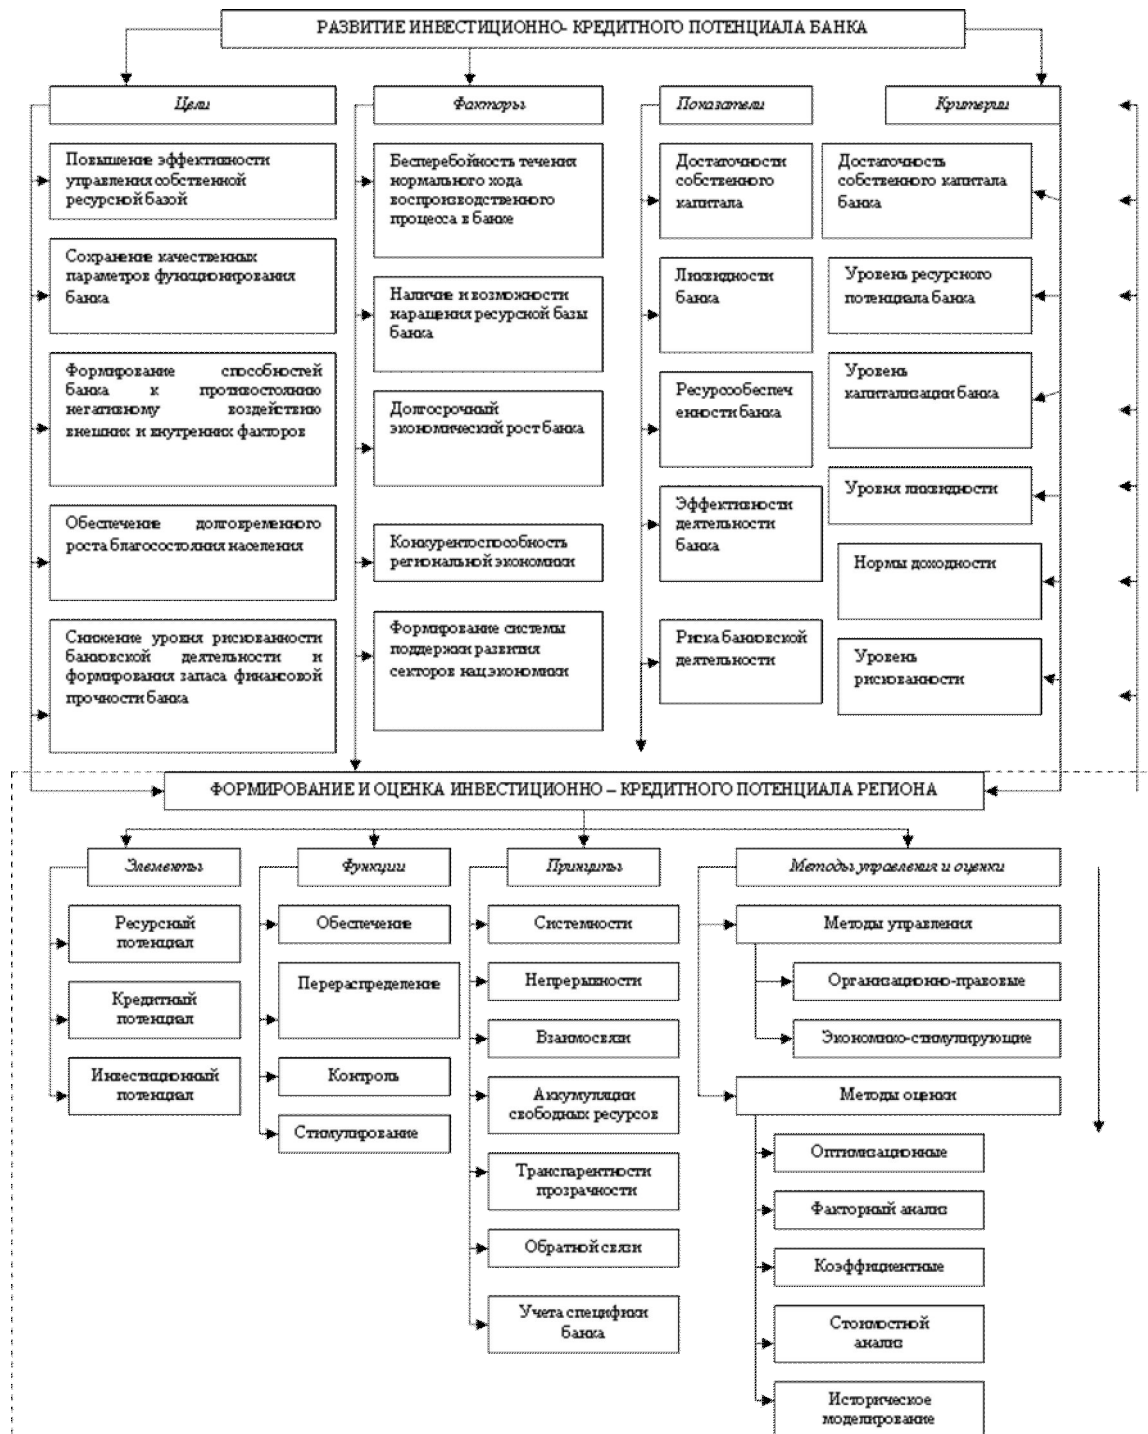 РАЗВИТИЕ ИНВЕСТИЦИОННО- КРЕДИТНОГО ПОТЕНЦИАЛА БАНКА
Цели
Повышение эффективности
управления собственной
ресурсной базой
Сохранение качественных
параметров функционирования
банка
Формирование способностей
банка к противостоянию
негативному воздействию
внешних и внутренних факторов
Обеспечение долговременного
роста благосостояния населения
Снижение уровня рискованности
банковской деятельности и
формирования запаса финансовой
прочности банка
Факторы
Бесперебойность течения
нормального хода
воспроизводственного
процесса в банке
Наличие и возможности
наращения ресурсной базы
банка
Долгосрочный
экономический рост банка
Конкурентоспособность
региональной экономики
Формирование системы
поддержки развития
секторов нац.экономики
Показатели
Достаточности
собственного
капитала
Ликвидности
банка
Ресурсообеспеч
енности банка
Эффективности
деятельности
банка
Риска банковской
деятельности
Критерии
Достаточность
собственного капитала
банка
Уровень ресурсного
потенциала банка
Уровень
капитализации банка
Уровня ликвидности
Нормы доходности
Уровень
рискованности
ФОРМИРОВАНИЕ И ОЦЕНКА ИНВЕСТИЦИОННО – КРЕДИТНОГО ПОТЕНЦИАЛА РЕГИОНА
Элементы
Ресурсный
потенциал
Кредитный
потенциал
Инвестиционный
потенциал
Функции
Обеспечение
Перераспределение
Контроль
Стимулирование
Принципы
Системности
Непрерывности
Взаимосвязи
Аккумуляции
свободных ресурсов
Транспарентности
прозрачности
Обратной связи
Учета специфики
банка
Методы управления и оценки
Методы управления
Организационно-правовые
Экономико-стимулирующие
Методы оценки
Оптимизационные
Факторный анализ
Коэффициентные
Стоимостной
анализ
Историческое
моделирование